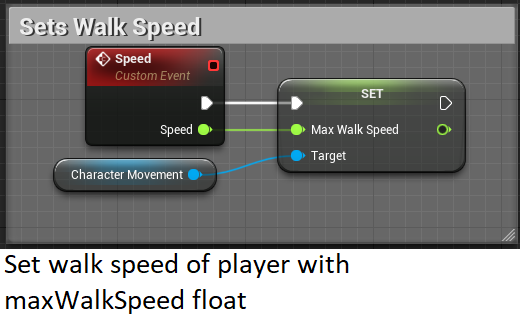 Sets Walk Speed
Speed
Custom Event
SET
Speed
Max Walk Speed
Target
Character Movement
Set walk speed of player with
maxWalkSpeed float